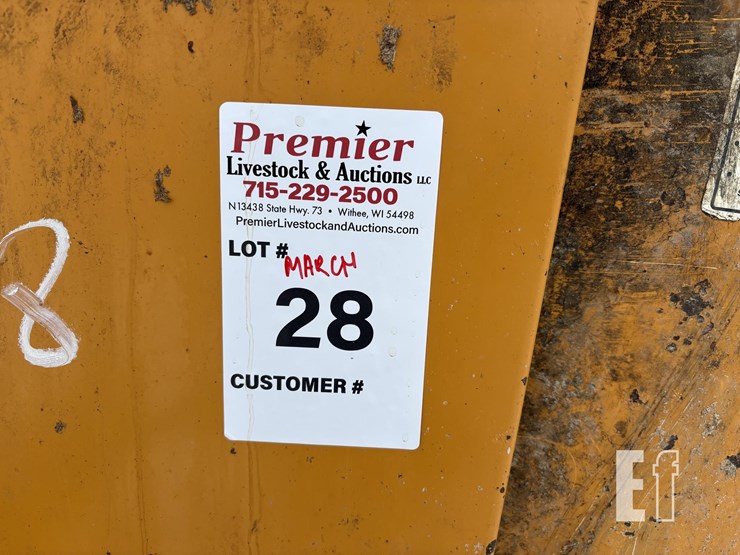 Premier
Livestock & Auctions LLC
715-229-2500
N13438 State Hwy. 73 • Withee, WI 54498
PremierLivestockandAuctions.com
LOT #
MARCH
28
CUSTOMER #
8
Ef